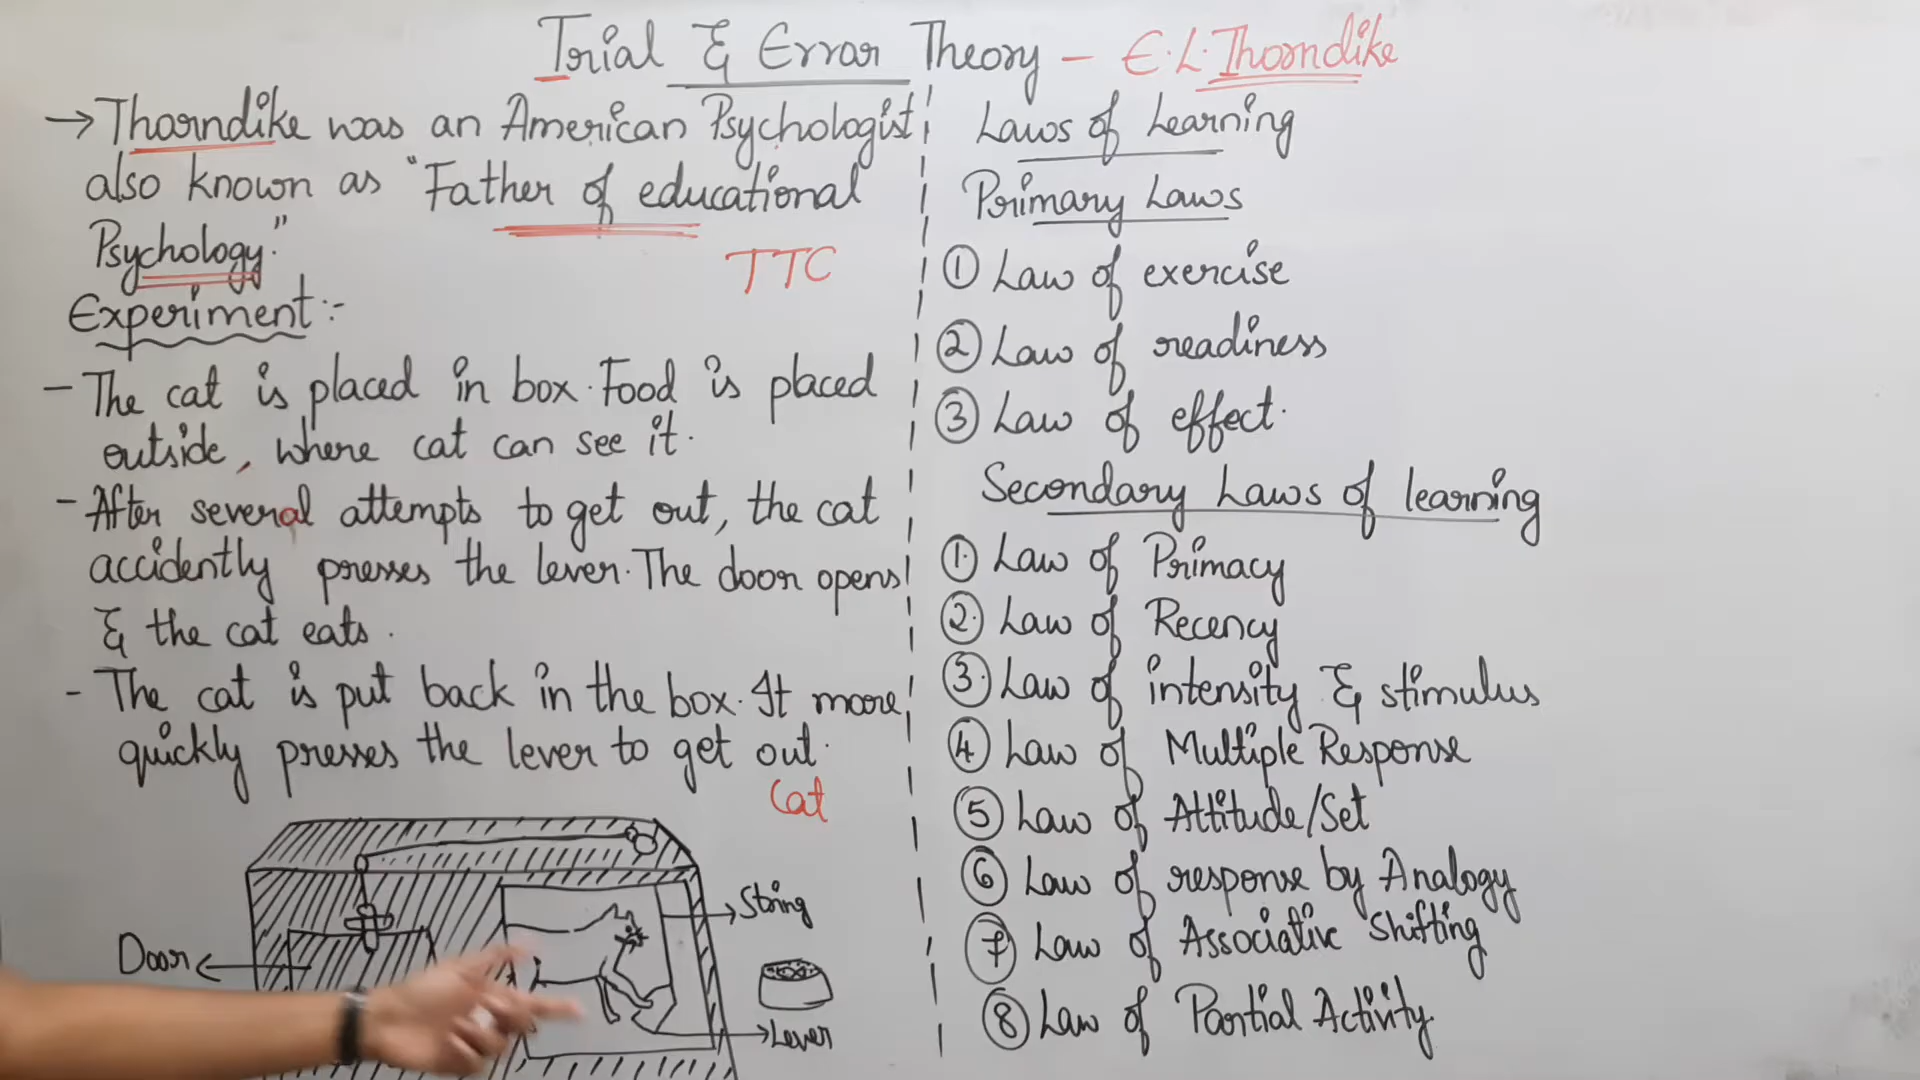 Trial & Error Theory - E.L.Thorndike
→ Thorndike was an American Psychologist
also known as "Father of educational
Psychology."
TTC
Experiment:-
- The cat is placed in box. Food is placed
outside, where cat can see it.
- After several attempts to get out, the cat
accidently presses the lever. The door opens
& the cat eats.
- The cat is put back in the box. It more
quickly presses the lever to get out.
Cat
String
Door
Lever
Laws of Learning
Primary Laws
① Law of exercise
② Law of readiness
③ Law of effect.
Secondary Laws of learning
①. Law of Primacy
②. Law of Recency
③. Law of intensity & stimulus
④ Law of Multiple Response
⑤ Law of Attitude/Set
⑥ Law of response by Analogy
⑦ Law of Associative Shifting
⑧ Law of Partial Activity